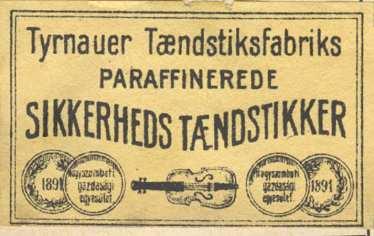 Tyrnauer Tændstiksfabriks
PARAFFINEREDE
SIKKERHEDS TÆNDSTIKKER
1891
Nagyszombati
gazdasági
egyesület.
Nagyszombati
gazdasági
egyesület.
1891